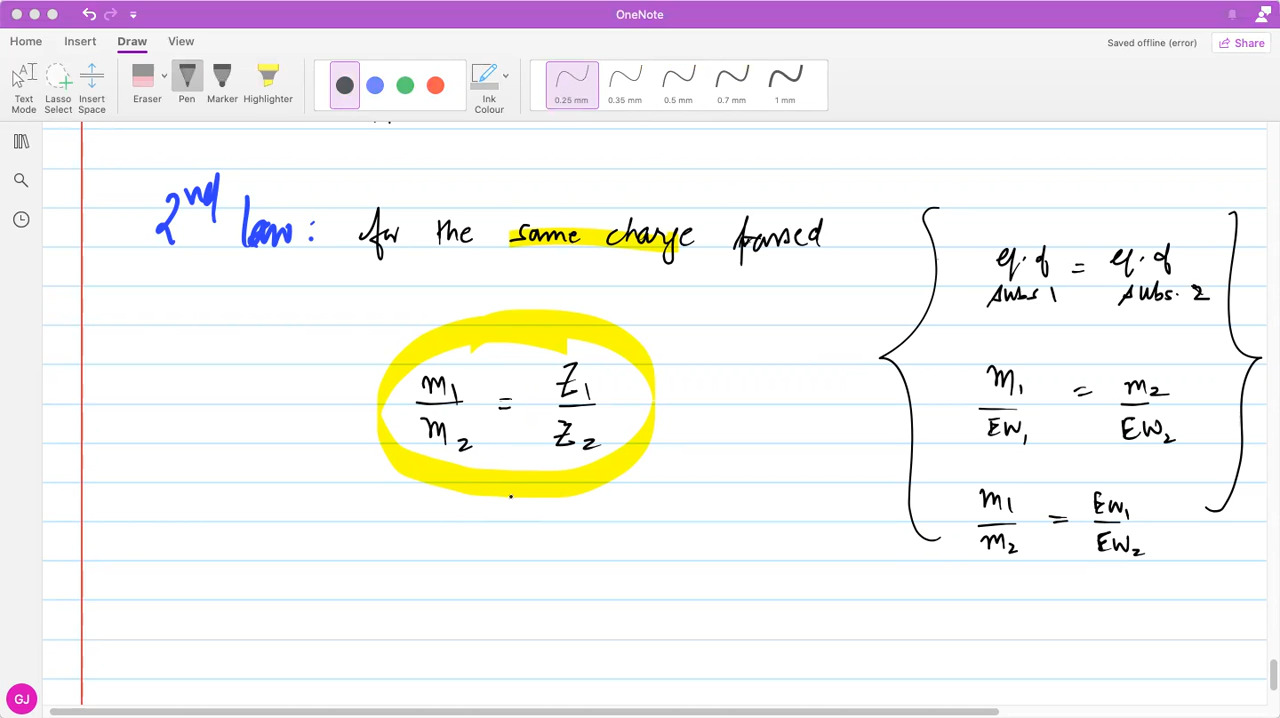 OneNote
Home Insert Draw View
Saved offline (error) Share
Text Mode
Lasso Select
Insert Space
Eraser
Pen
Marker
Highlighter
Ink Colour
0.25 mm 0.35 mm 0.5 mm 0.7 mm 1 mm
2nd law: for the same charge passed
m1/m2 = Z1/Z2
eq. of subs 1 = eq. of subs. 2
m1/EW1 = m2/EW2
m1/m2 = EW1/EW2
GJ